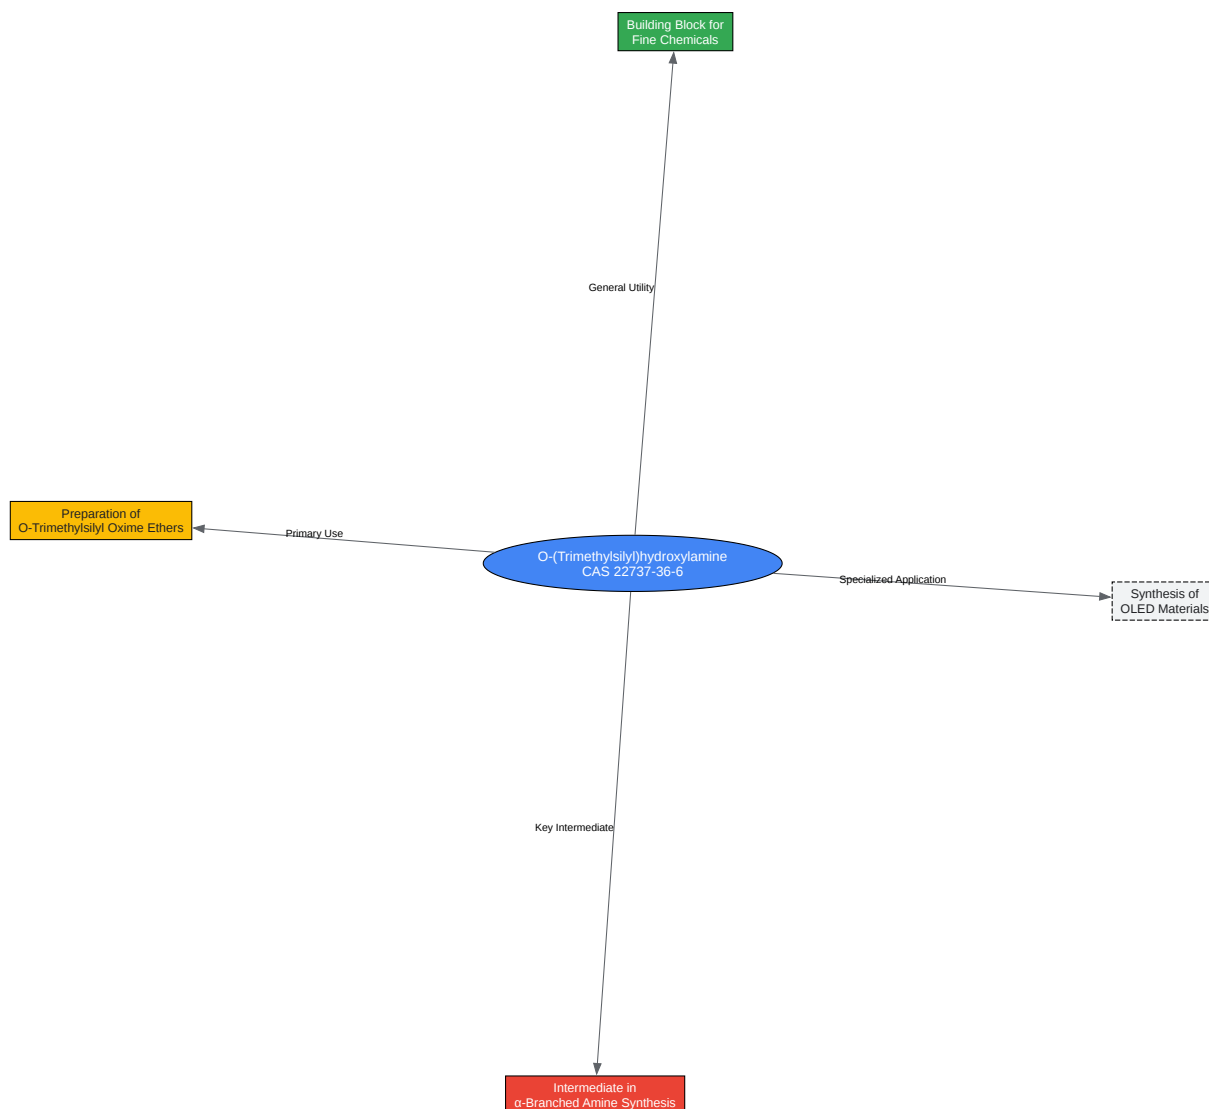 Building Block for
Fine Chemicals
General Utility
Preparation of
O-Trimethylsilyl Oxime Ethers
Primary Use
O-(Trimethylsilyl)hydroxylamine
CAS 22737-36-6
Specialized Application
Synthesis of
OLED Materials
Key Intermediate
Intermediate in
α-Branched Amine Synthesis